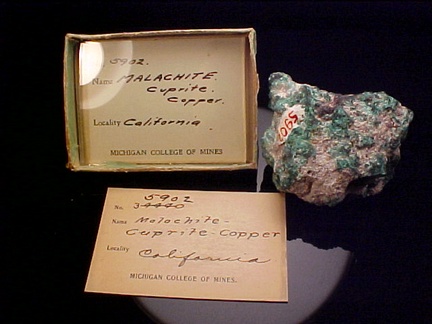 5902.
Name MALACHITE.
Cuprite.
Copper.
Locality California
MICHIGAN COLLEGE OF MINES
5902
5902
No. 34440
Name Malachite-
Cuprite-Copper
Locality California
MICHIGAN COLLEGE OF MINES.